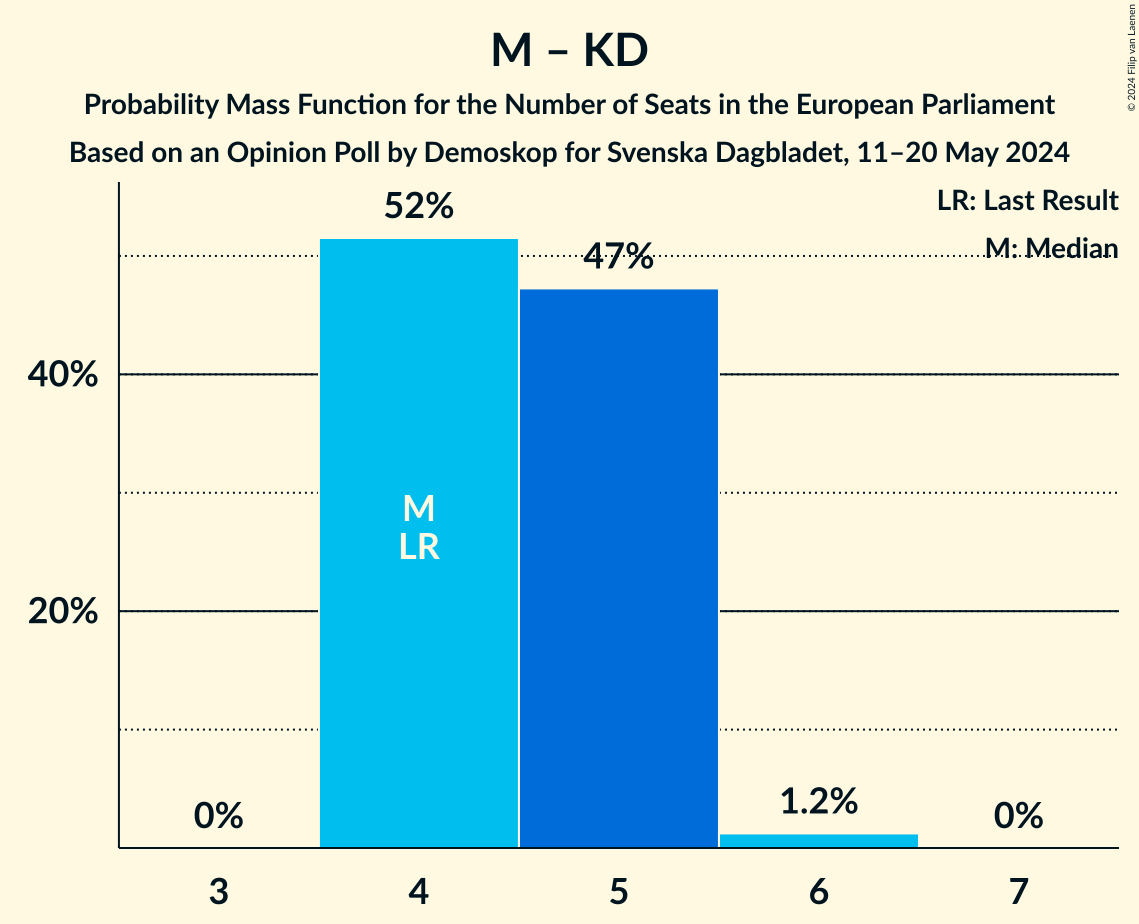 M – KD
Probability Mass Function for the Number of Seats in the European Parliament
Based on an Opinion Poll by Demoskop for Svenska Dagbladet, 11–20 May 2024
© 2024 Filip van Laenen
LR: Last Result
M: Median
52%
47%
40%
M
LR
20%
0%
1.2%
0%
3
4
5
6
7